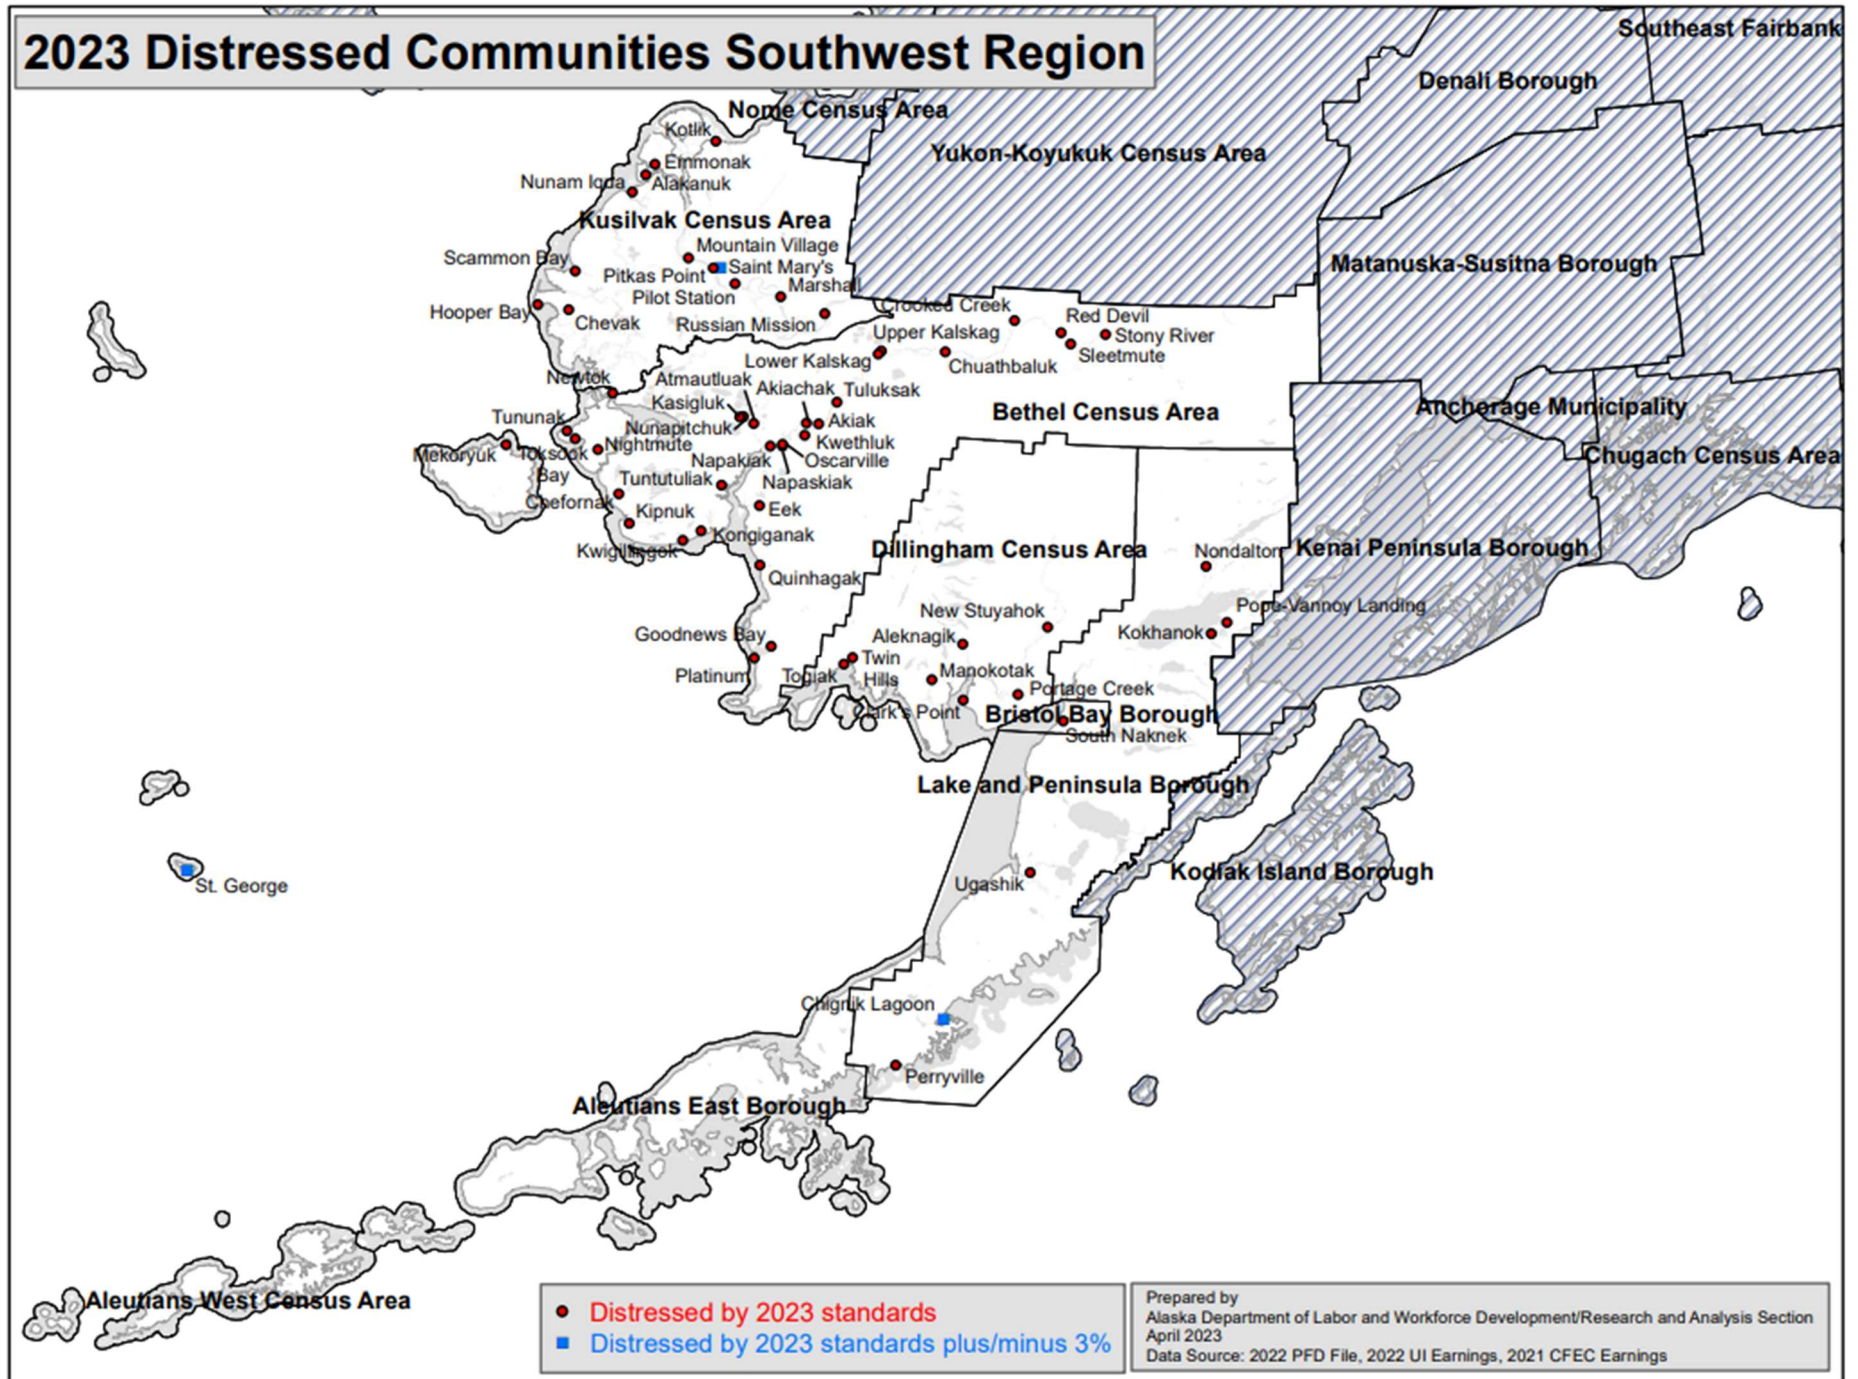 2023 Distressed Communities Southwest Region
Southeast Fairbank
Denali Borough
Nome Census Area
Kotlik
Yukon-Koyukuk Census Area
Emmonak
Nunam Iqua
Alakanuk
Kusilvak Census Area
Mountain Village
Scammon Bay
Saint Mary's
Matanuska-Susitna Borough
Pitkas Point
Marshall
Pilot Station
Crooked Creek
Hooper Bay
Red Devil
Chevak
Russian Mission
Upper Kalskag
Stony River
Sleetmute
Lower Kalskag
Chuathbaluk
Newtok
Atmautluak
Akiachak
Tuluksak
Kasigluk
Bethel Census Area
Anchorage Municipality
Tununak
Nunapitchuk
Akiak
Nightmute
Kwethluk
Mekoryuk
Toksook
Bay
Napakiak
Oscarville
Chugach Census Area
Tuntutuliak
Napaskiak
Chefornak
Kipnuk
Eek
Kongiganak
Kwigillingok
Dillingham Census Area
Nondalton
Kenai Peninsula Borough
Quinhagak
New Stuyahok
Pope-Vannoy Landing
Goodnews Bay
Aleknagik
Kokhanok
Twin
Hills
Platinum
Togiak
Manokotak
Portage Creek
Clark's Point
Bristol Bay Borough
South Naknek
Lake and Peninsula Borough
Kodiak Island Borough
St. George
Ugashik
Chignik Lagoon
Perryville
Aleutians East Borough
Aleutians West Census Area
Distressed by 2023 standards
Distressed by 2023 standards plus/minus 3%
Prepared by
Alaska Department of Labor and Workforce Development/Research and Analysis Section
April 2023
Data Source: 2022 PFD File, 2022 UI Earnings, 2021 CFEC Earnings